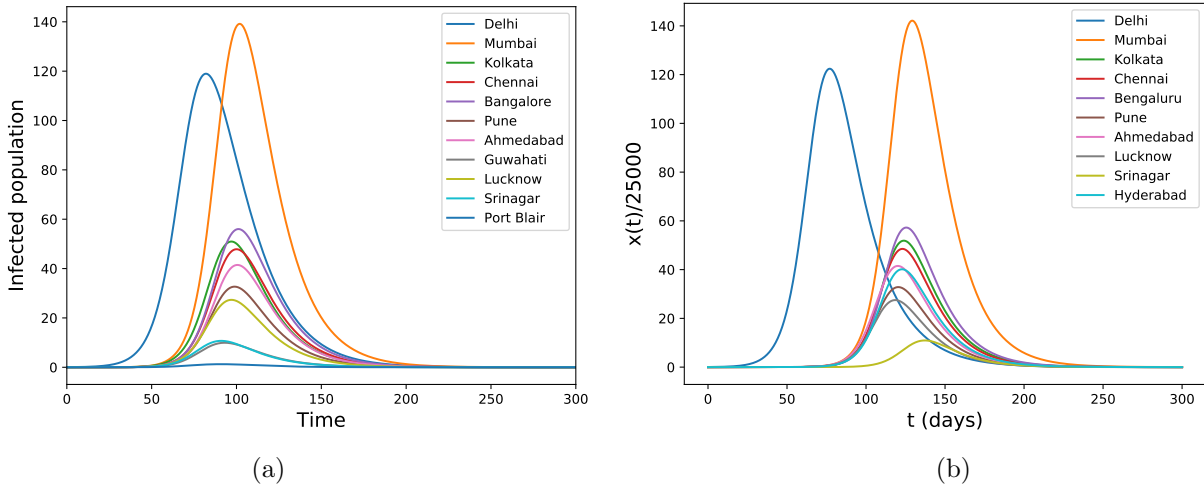 140
120
100
80
60
40
20
0
Infected population
0 50 100 150 200 250 300
Time
Delhi
Mumbai
Kolkata
Chennai
Bangalore
Pune
Ahmedabad
Guwahati
Lucknow
Srinagar
Port Blair
(a)
140
120
100
80
60
40
20
0
x(t)/25000
0 50 100 150 200 250 300
t (days)
Delhi
Mumbai
Kolkata
Chennai
Bengaluru
Pune
Ahmedabad
Lucknow
Srinagar
Hyderabad
(b)